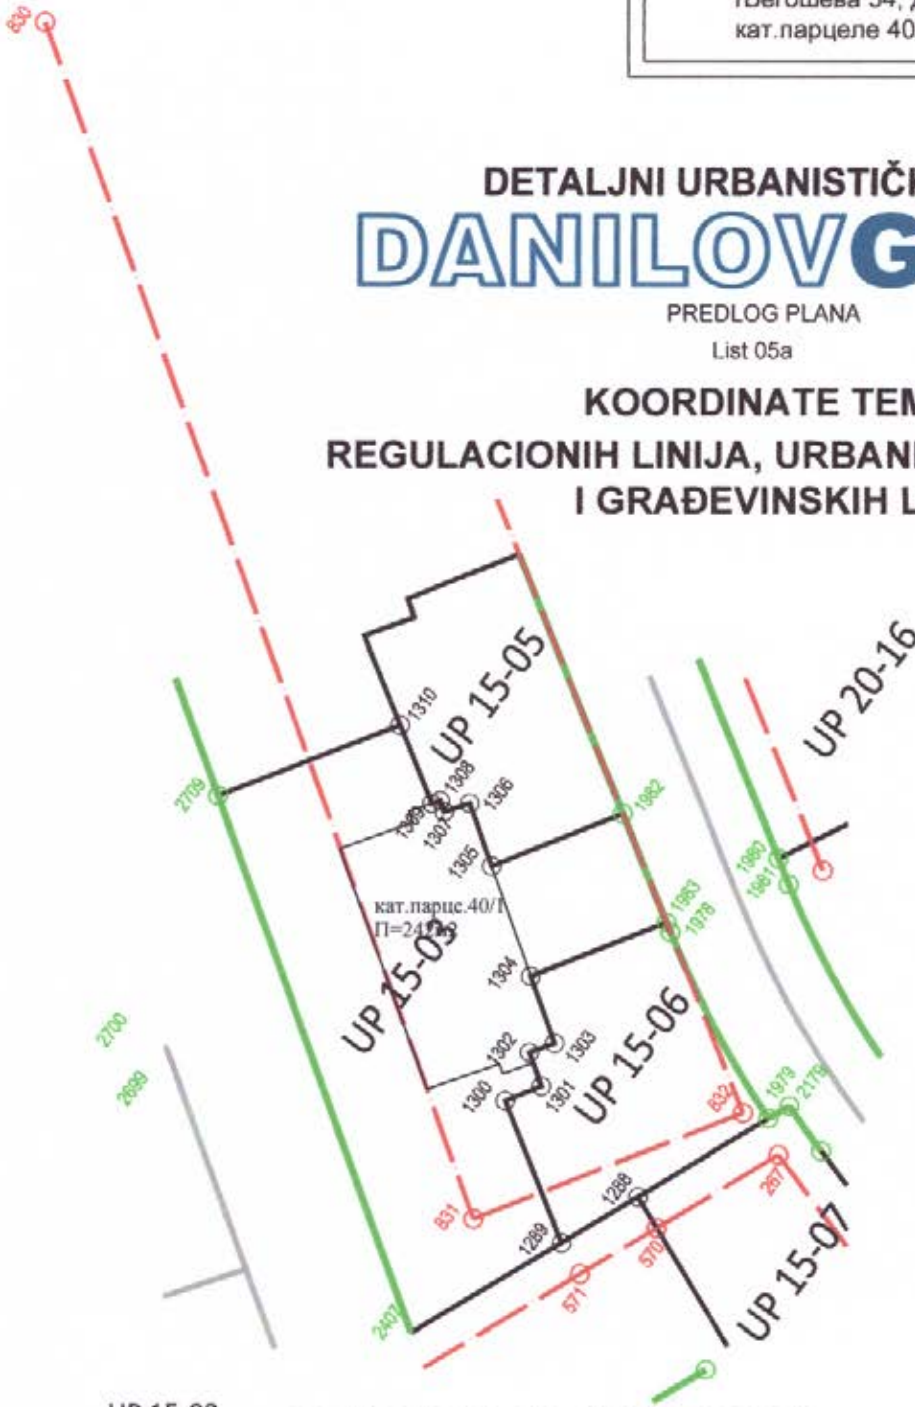 кат.парцеле 40
DETALJNI URBANISTIČ
DANILOVG
PREDLOG PLANA
List 05a
KOORDINATE TEM
REGULACIONIH LINIJA, URBANI
I GRAĐEVINSKIH L
830
UP 15-05
UP 20-16
1310
2709
1308
1309
1307
1306
1305
1982
1980
1981
кат.парце.40/1
UP 15-03
1983
1978
1304
UP 15-06
2700
2699
1302
1303
1300
1301
832
1979
2179
831
1288
267
1289
570
571
UP 15-07
2407